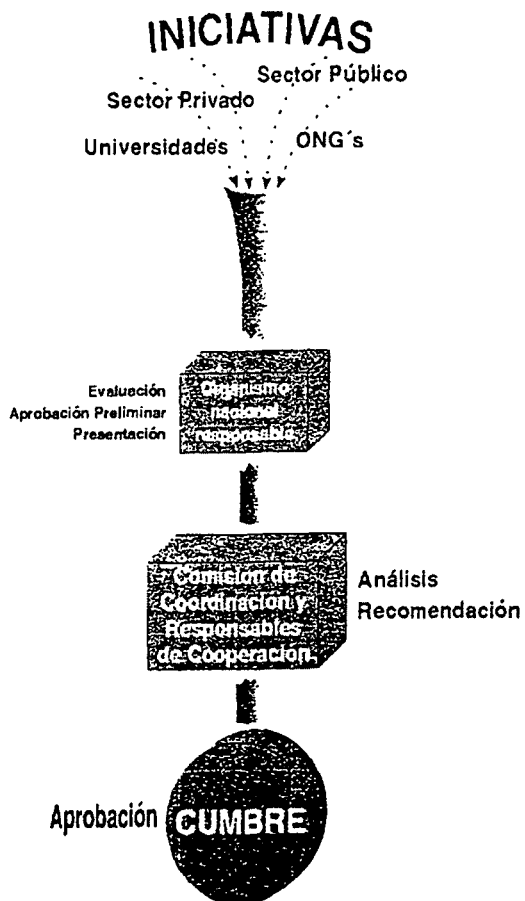 INICIATIVAS
Sector Público
Sector Privado
Universidades
ONG´s
Evaluación
Aprobación Preliminar
Presentación
Organismo
nacional
responsable
Comisión de
Coordinación y
Responsables
de Cooperación.
Análisis
Recomendación
Aprobación
CUMBRE